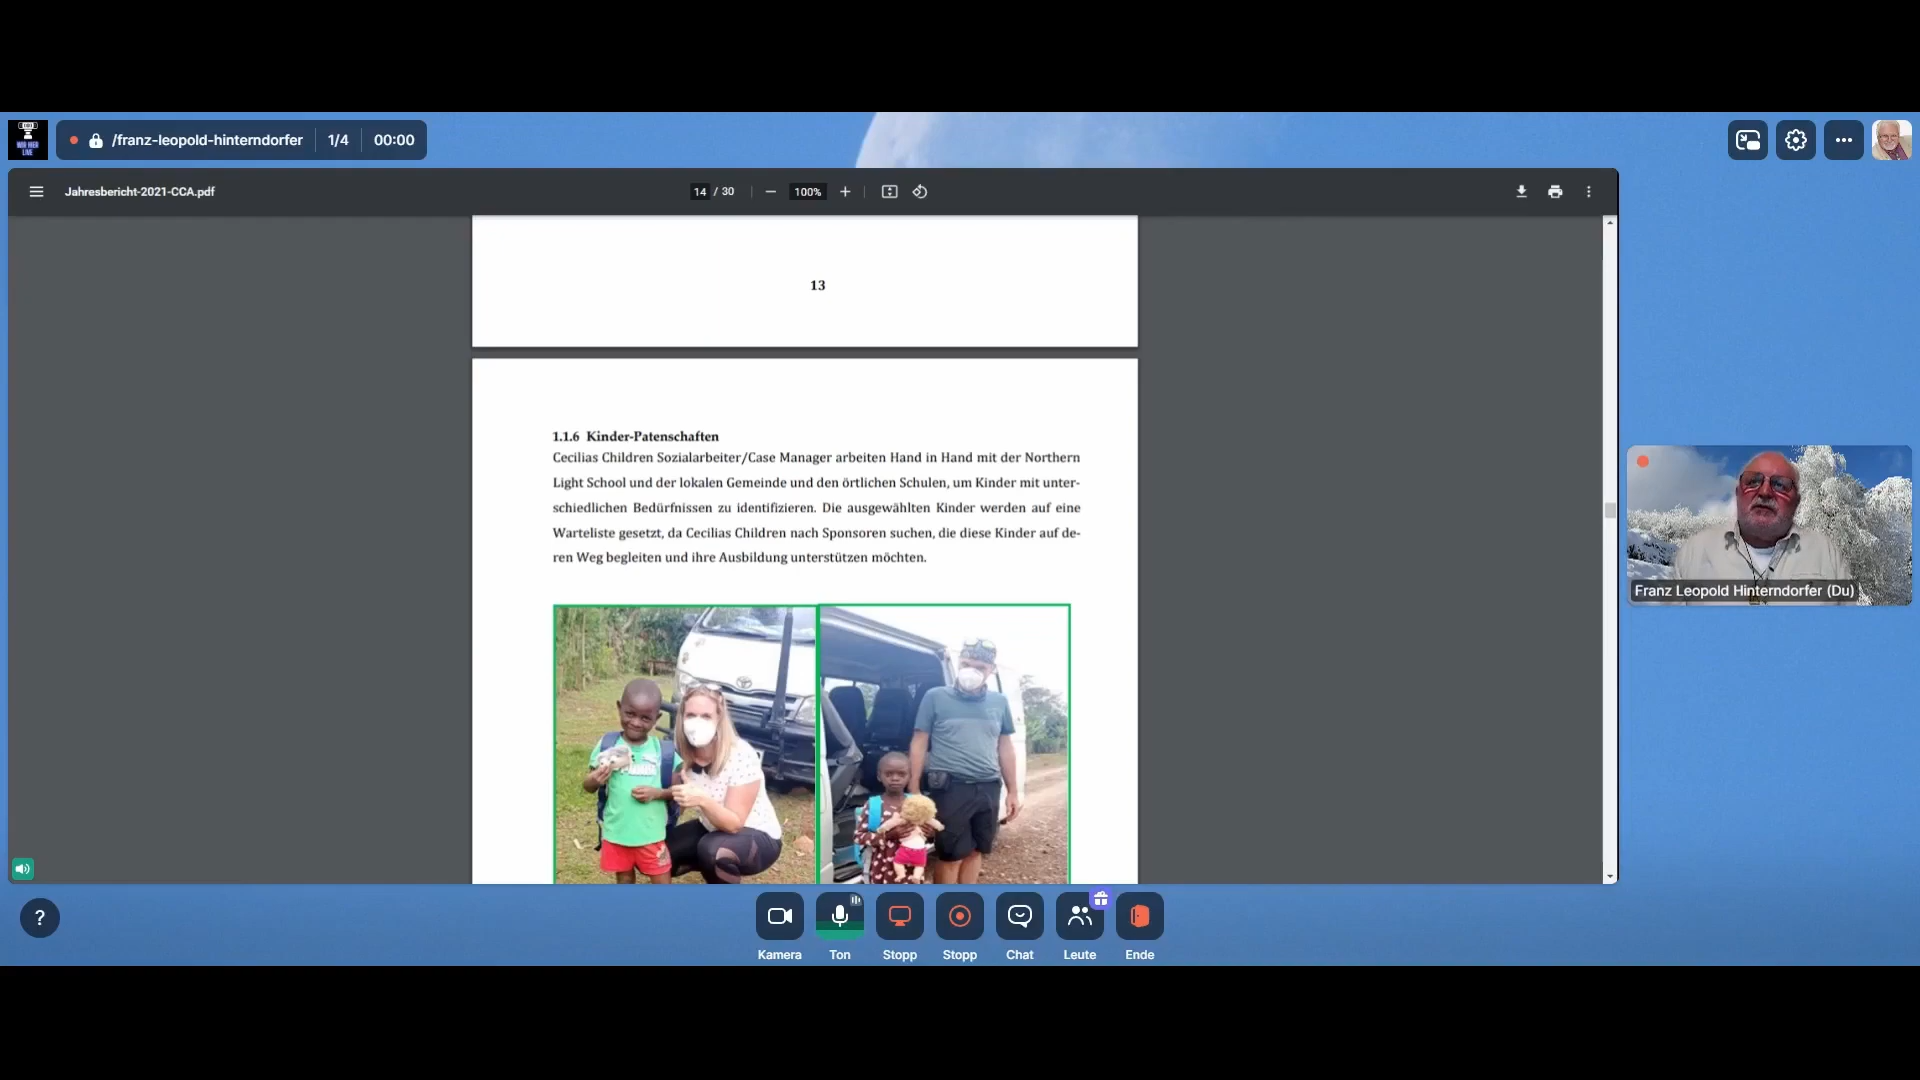 /franz-leopold-hinterndorfer 1/4 00:00
Jahresbericht-2021-CCA.pdf 14 / 30 100%
13
1.1.6 Kinder-Patenschaften
Cecilias Children Sozialarbeiter/Case Manager arbeiten Hand in Hand mit der Northern
Light School und der lokalen Gemeinde und den örtlichen Schulen, um Kinder mit unter-
schiedlichen Bedürfnissen zu identifizieren. Die ausgewählten Kinder werden auf eine
Warteliste gesetzt, da Cecilias Children nach Sponsoren suchen, die diese Kinder auf de-
ren Weg begleiten und ihre Ausbildung unterstützen möchten.
Franz Leopold Hinterndorfer (Du)
?
Kamera Ton Stopp Stopp Chat Leute Ende